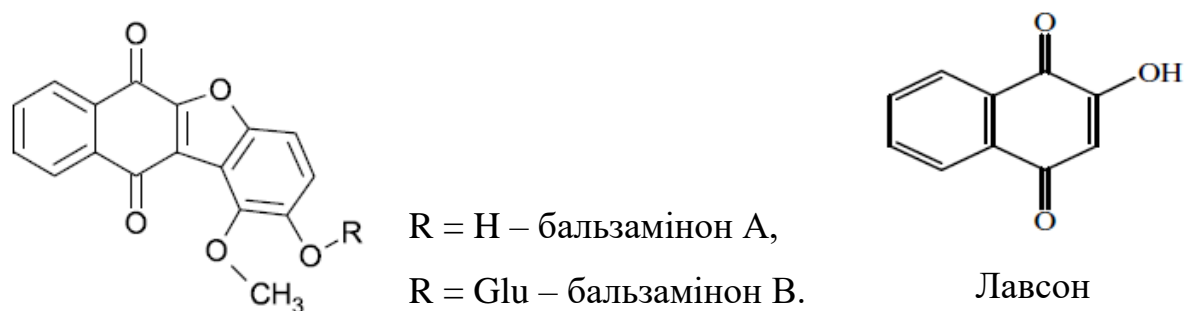 O
O
O
R
O
O
O
CH3
R = H – бальзамінон А,
R = Glu – бальзамінон В.
O
OH
O
Лавсон